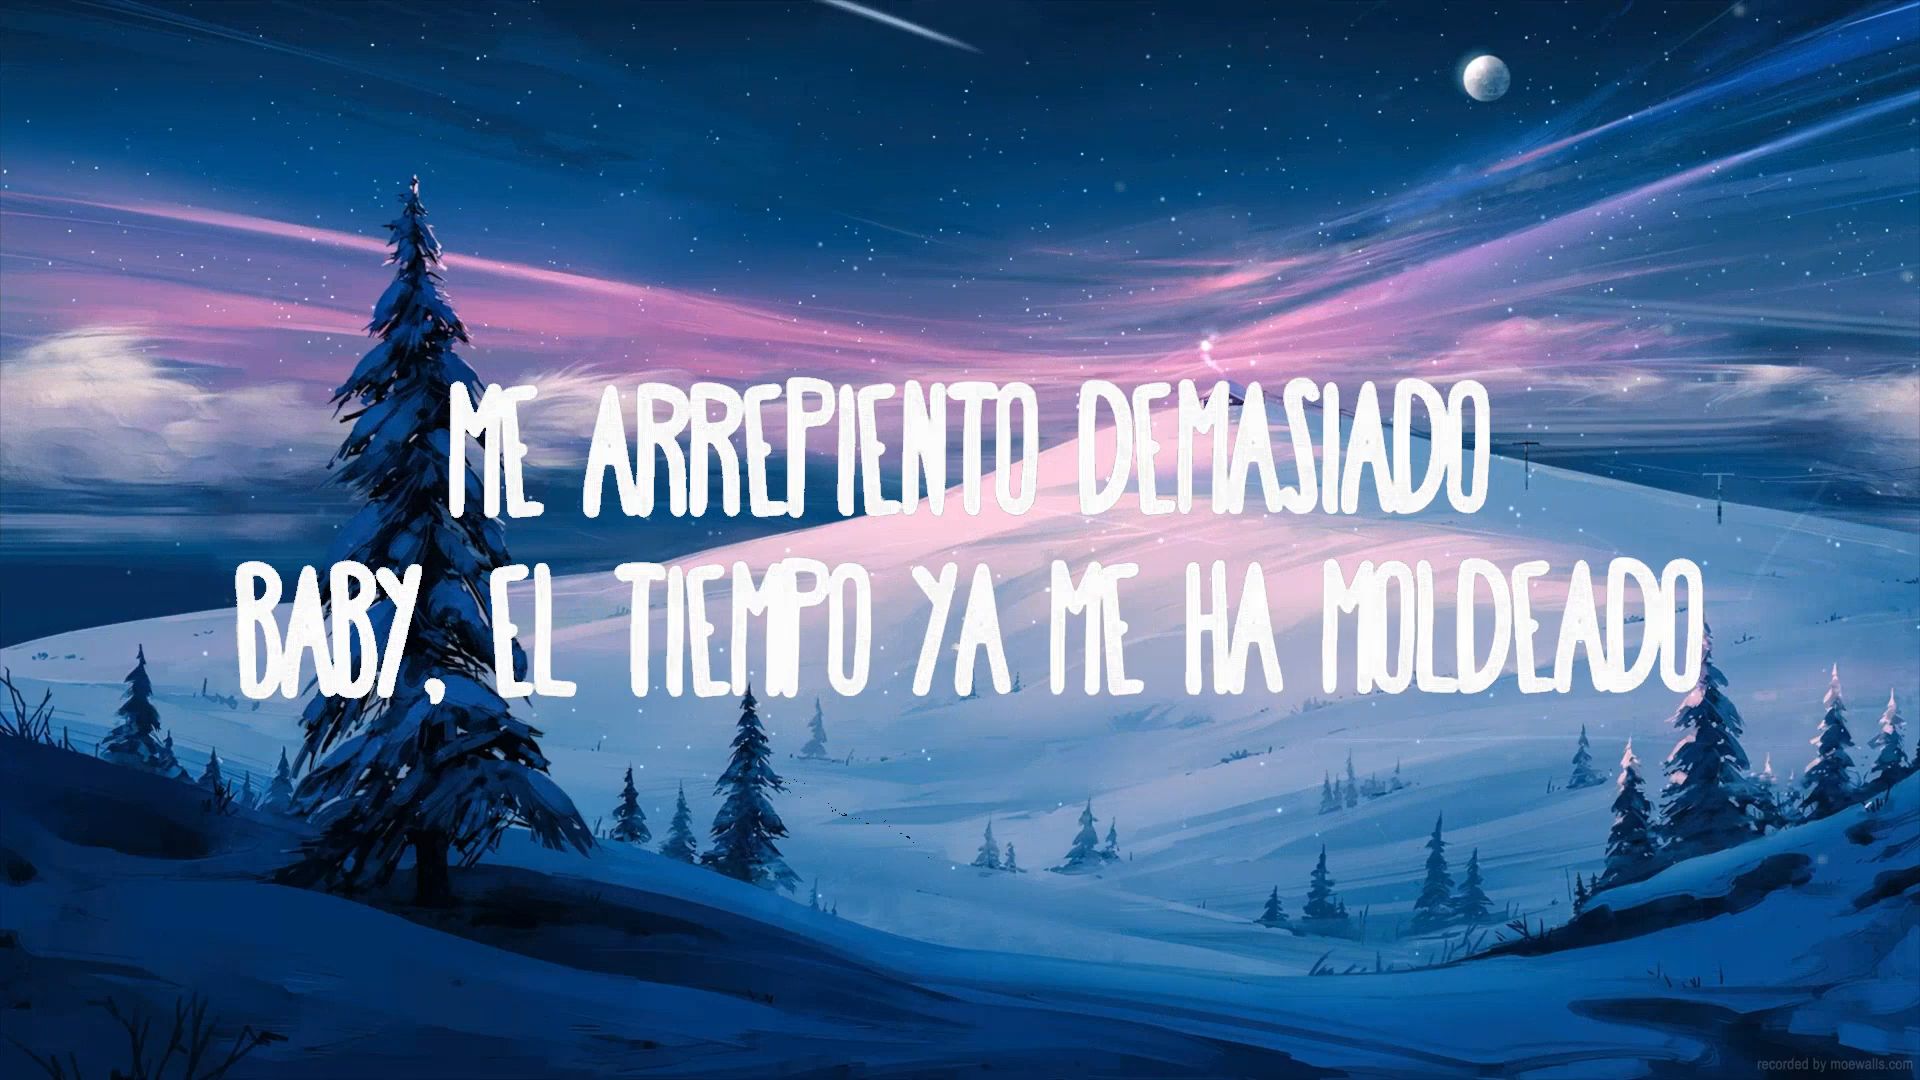 ME ARREPIENTO DEMASIADO
BABY, EL TIEMPO YA ME HA MOLDEADO
recorded by moewalls.com